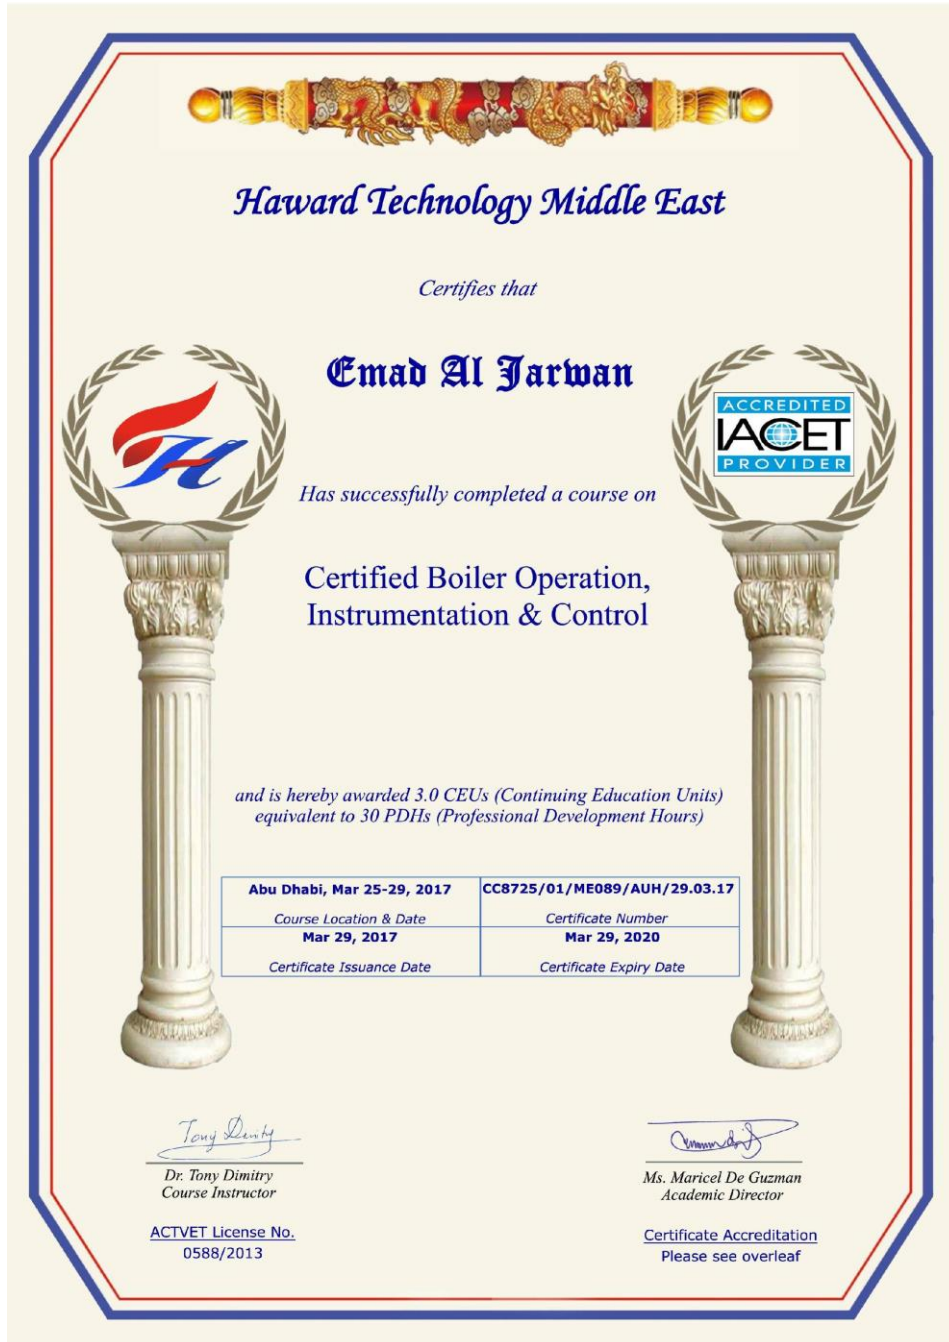 Haward Technology Middle East
Certifies that
Emad Al Jarwan
ACCREDITED
IACET
PROVIDER
Has successfully completed a course on
Certified Boiler Operation,
Instrumentation & Control
and is hereby awarded 3.0 CEUs (Continuing Education Units)
equivalent to 30 PDHs (Professional Development Hours)
Abu Dhabi, Mar 25-29, 2017
Course Location & Date
CC8725/01/ME089/AUH/29.03.17
Certificate Number
Mar 29, 2017
Certificate Issuance Date
Mar 29, 2020
Certificate Expiry Date
Tony Dimitry
Dr. Tony Dimitry
Course Instructor
ACTVET License No.
0588/2013
Ms. Maricel De Guzman
Academic Director
Certificate Accreditation
Please see overleaf